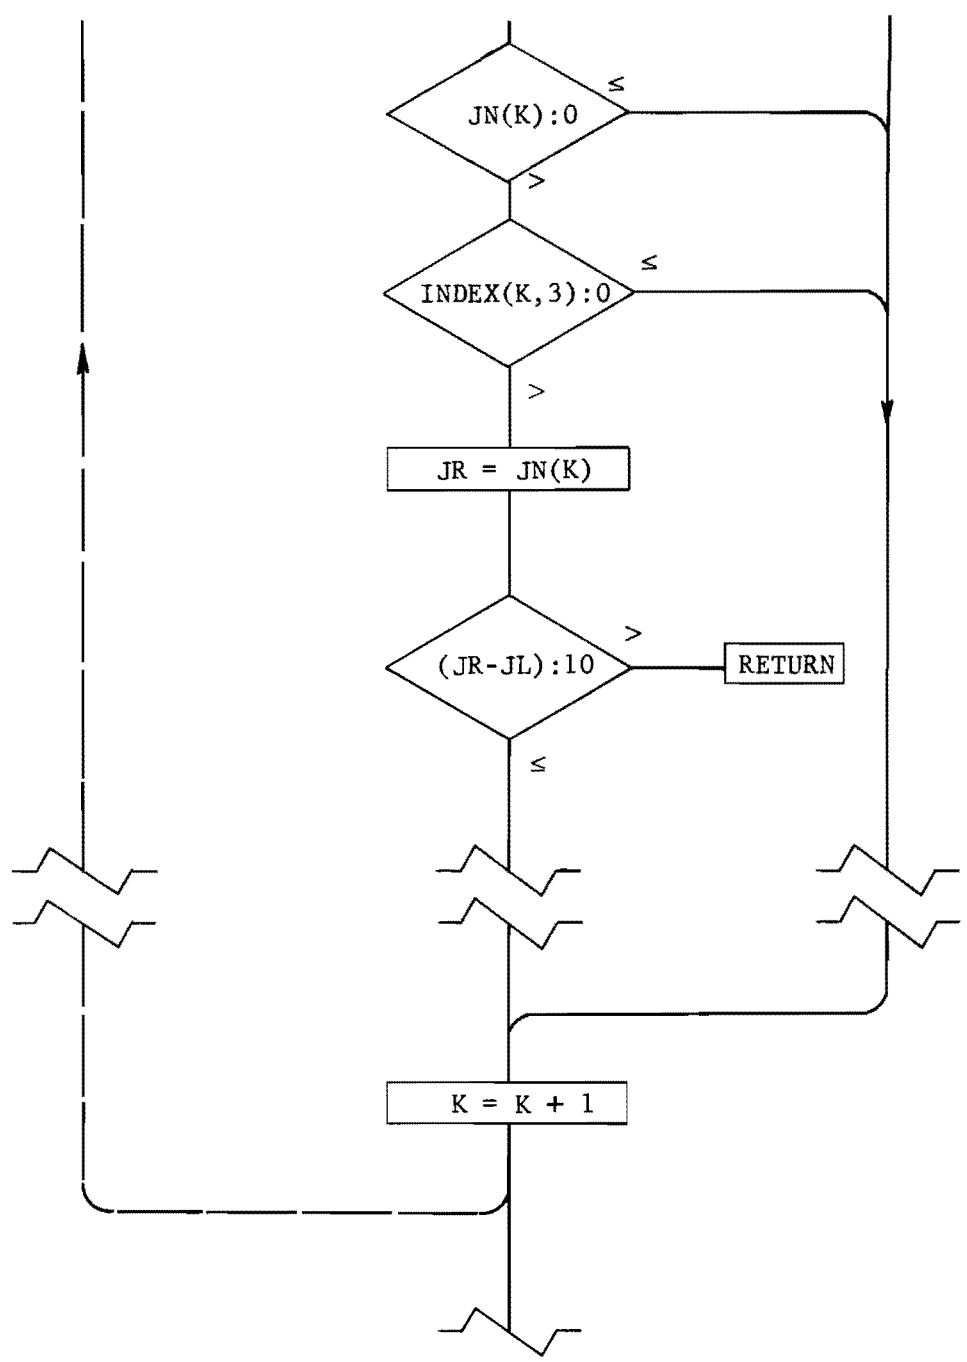 ≤
JN(K):0
>
≤
INDEX(K,3):0
>
JR = JN(K)
>
(JR-JL):10
RETURN
≤
K = K + 1